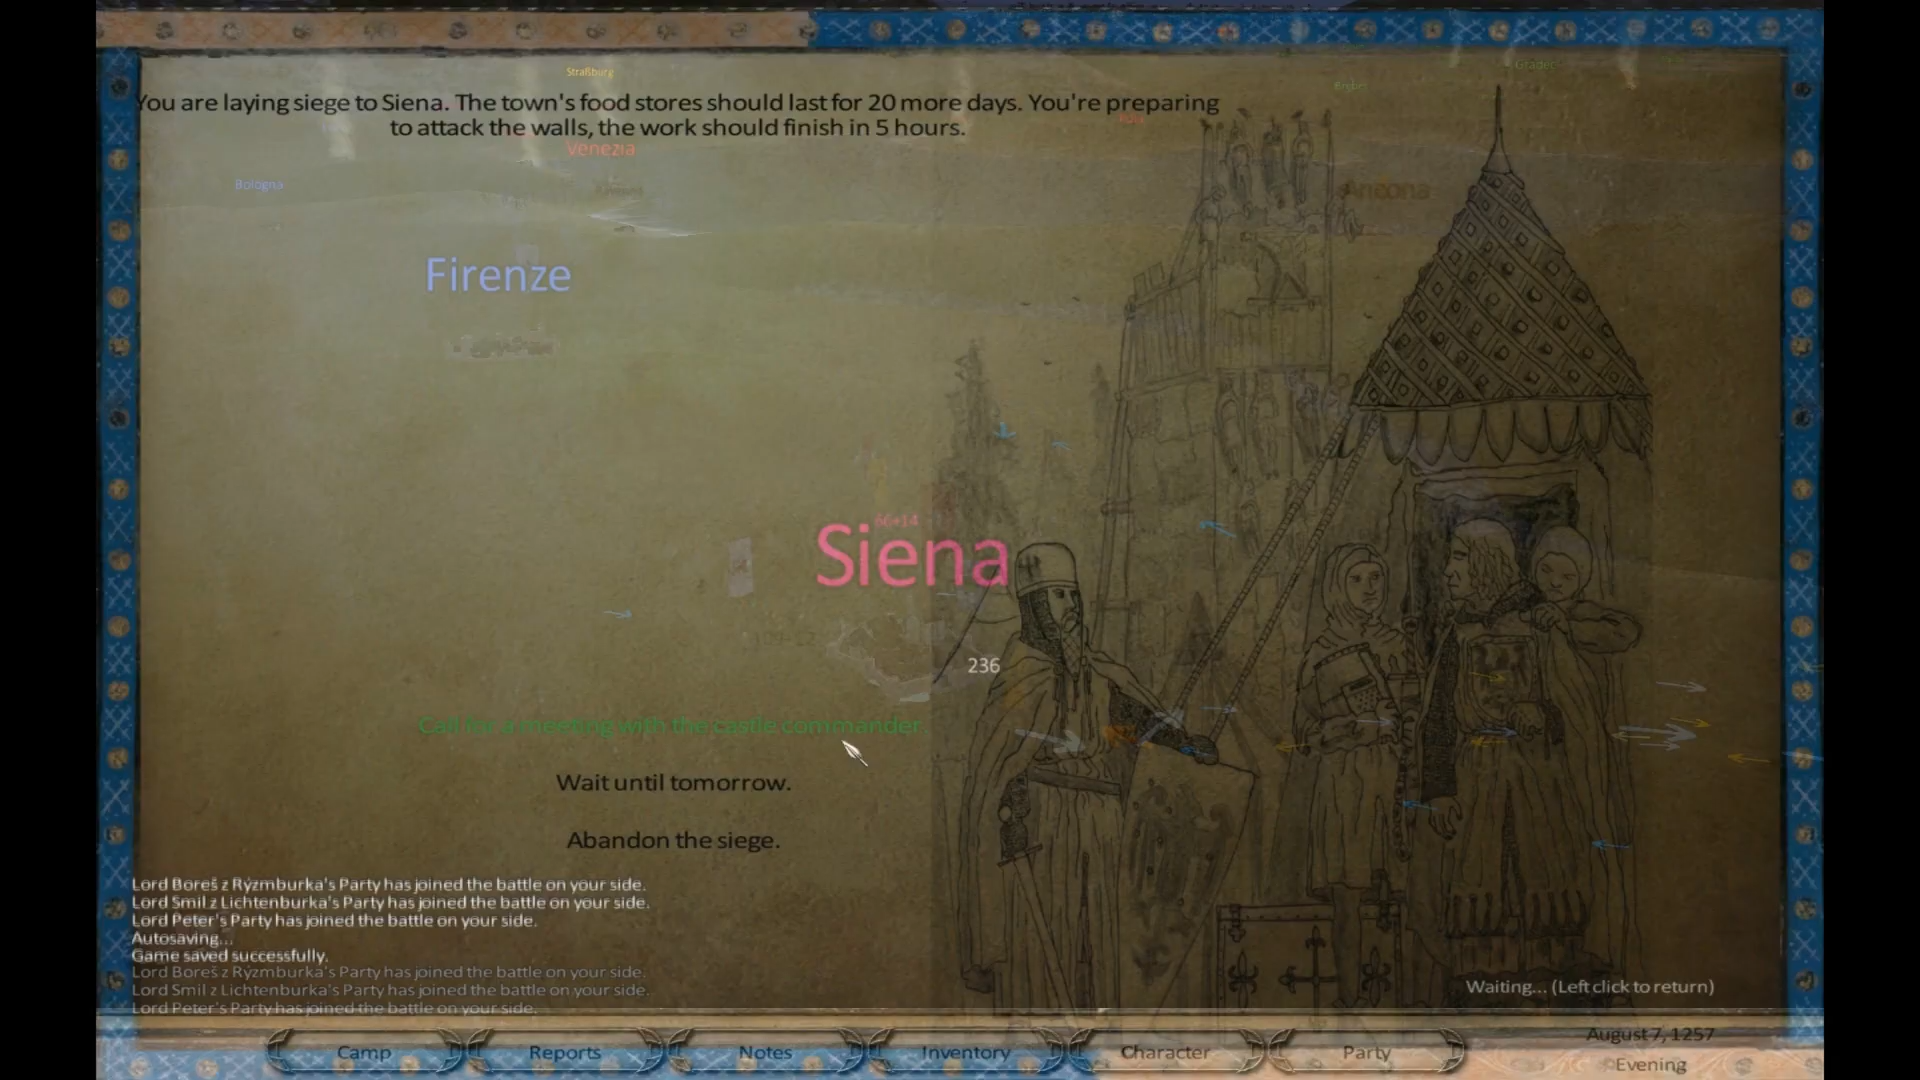 Straßburg
Gradec
You are laying siege to Siena. The town's food stores should last for 20 more days. You're preparing
to attack the walls, the work should finish in 5 hours.
Venezia
Bologna
Rimini
Ancona
Firenze
66+14
Siena
236
Call for a meeting with the castle commander.
Wait until tomorrow.
Abandon the siege.
Lord Boreš z Rýzmburka's Party has joined the battle on your side.
Lord Smil z Lichtenburka's Party has joined the battle on your side.
Lord Peter's Party has joined the battle on your side.
Autosaving...
Game saved successfully.
Lord Boreš z Rýzmburka's Party has joined the battle on your side.
Lord Smil z Lichtenburka's Party has joined the battle on your side.
Lord Peter's Party has joined the battle on your side.
Waiting... (Left click to return)
August 7, 1257
Camp
Reports
Notes
Inventory
Character
Party
Evening